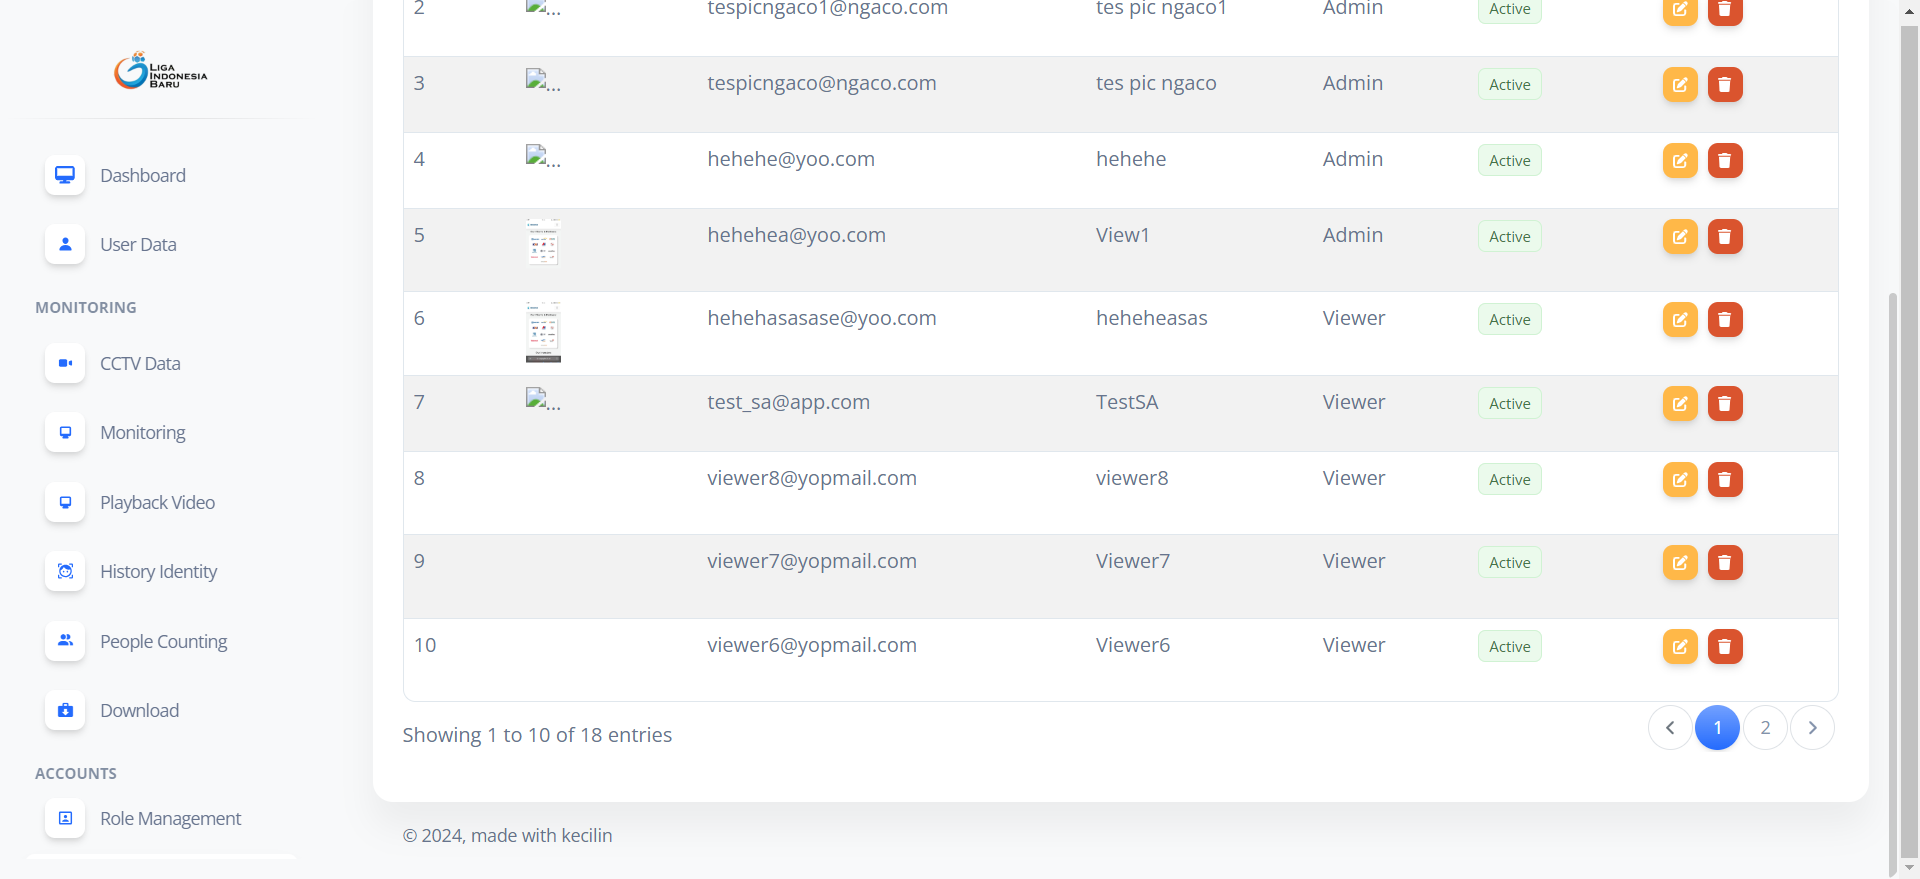 LIGA
INDONESIA
BARU
Dashboard
User Data
MONITORING
CCTV Data
Monitoring
Playback Video
History Identity
People Counting
Download
ACCOUNTS
Role Management
2 tespicngaco1@ngaco.com tes pic ngaco1 Admin Active
3 ... tespicngaco@ngaco.com tes pic ngaco Admin Active
4 ... hehehe@yoo.com hehehe Admin Active
5 hehehea@yoo.com View1 Admin Active
6 hehehasasase@yoo.com heheheasas Viewer Active
7 ... test_sa@app.com TestSA Viewer Active
8 viewer8@yopmail.com viewer8 Viewer Active
9 viewer7@yopmail.com Viewer7 Viewer Active
10 viewer6@yopmail.com Viewer6 Viewer Active
Showing 1 to 10 of 18 entries
1 2
© 2024, made with kecilin